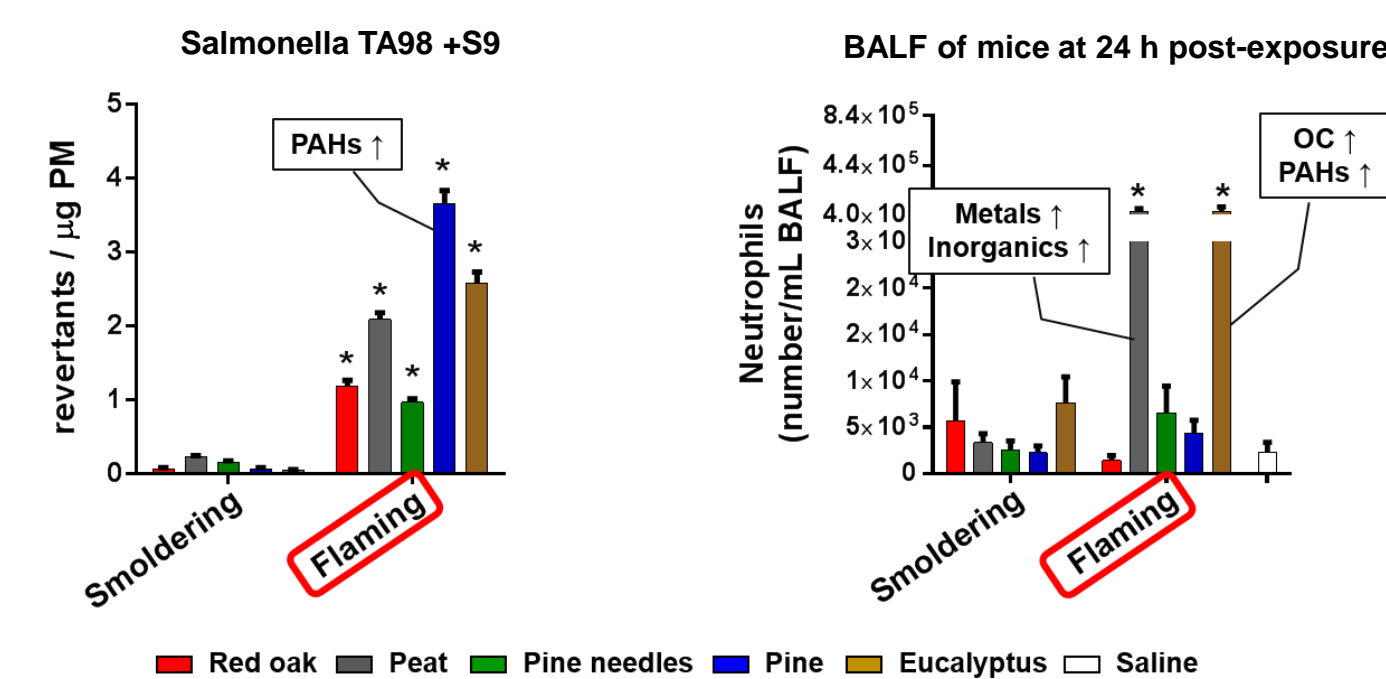 Salmonella TA98 +S9
revertants / μg PM
5
4
3
2
1
0
PAHs ↑
*
*
*
*
*
Smoldering
Flaming
BALF of mice at 24 h post-exposure
Neutrophils
(number/mL BALF)
8.4×10⁵
4.4×10⁵
4.0×10
3×10
2×10⁴
2×10⁴
1×10⁴
5×10³
0
Metals ↑
Inorganics ↑
OC ↑
PAHs ↑
*
*
Smoldering
Flaming
Red oak Peat Pine needles Pine Eucalyptus Saline